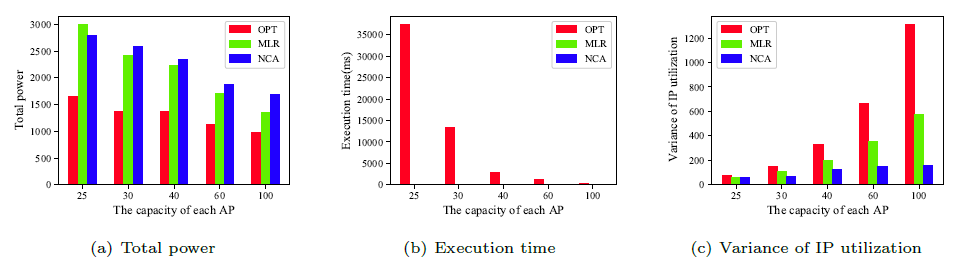 3000
2500
2000
1500
1000
500
0
Total power
OPT
MLR
NCA
25 30 40 60 100
The capacity of each AP
(a) Total power
35000
30000
25000
20000
15000
10000
5000
0
Execution time(ms)
OPT
MLR
NCA
25 30 40 60 100
The capacity of each AP
(b) Execution time
1200
1000
800
600
400
200
0
Variance of IP utilization
OPT
MLR
NCA
25 30 40 60 100
The capacity of each AP
(c) Variance of IP utilization